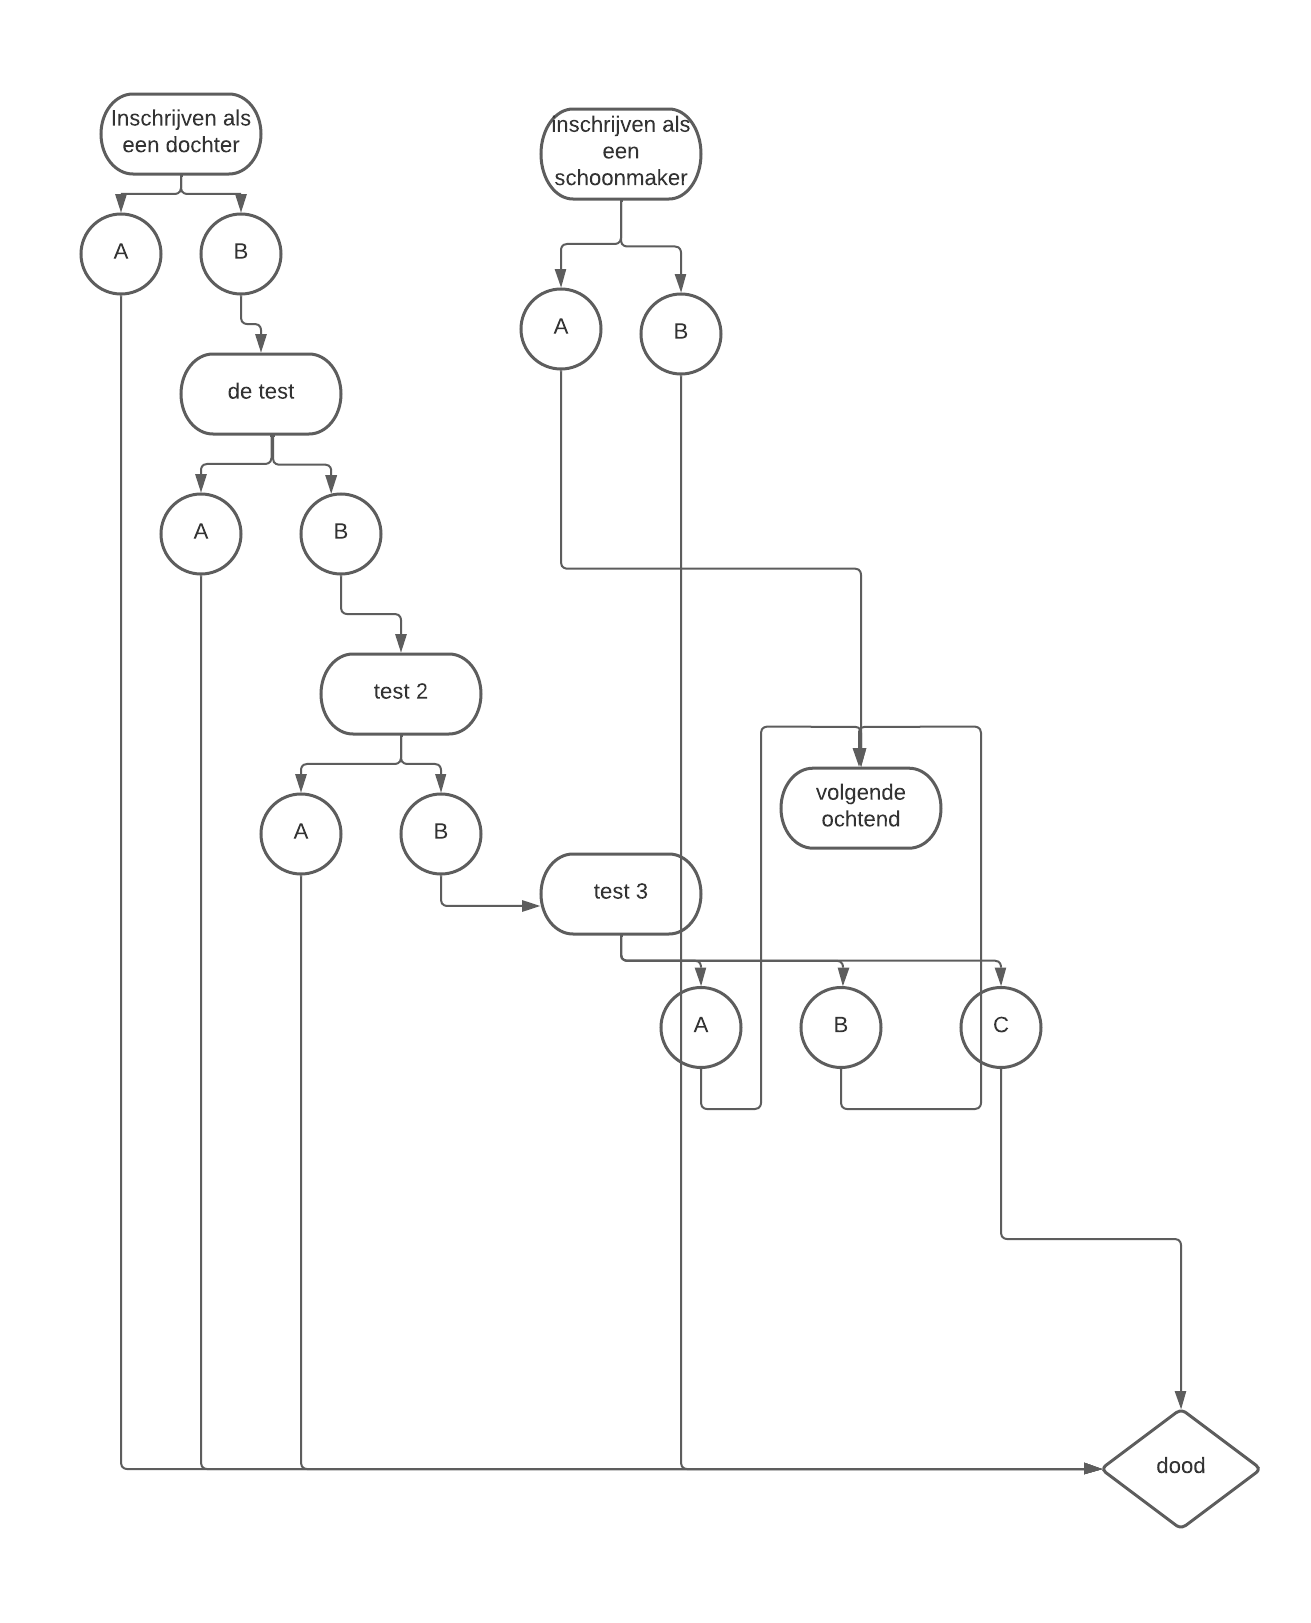 Inschrijven als
een dochter
inschrijven als
een
schoonmaker
A
B
A
B
de test
A
B
test 2
volgende
ochtend
A
B
test 3
A
B
C
dood